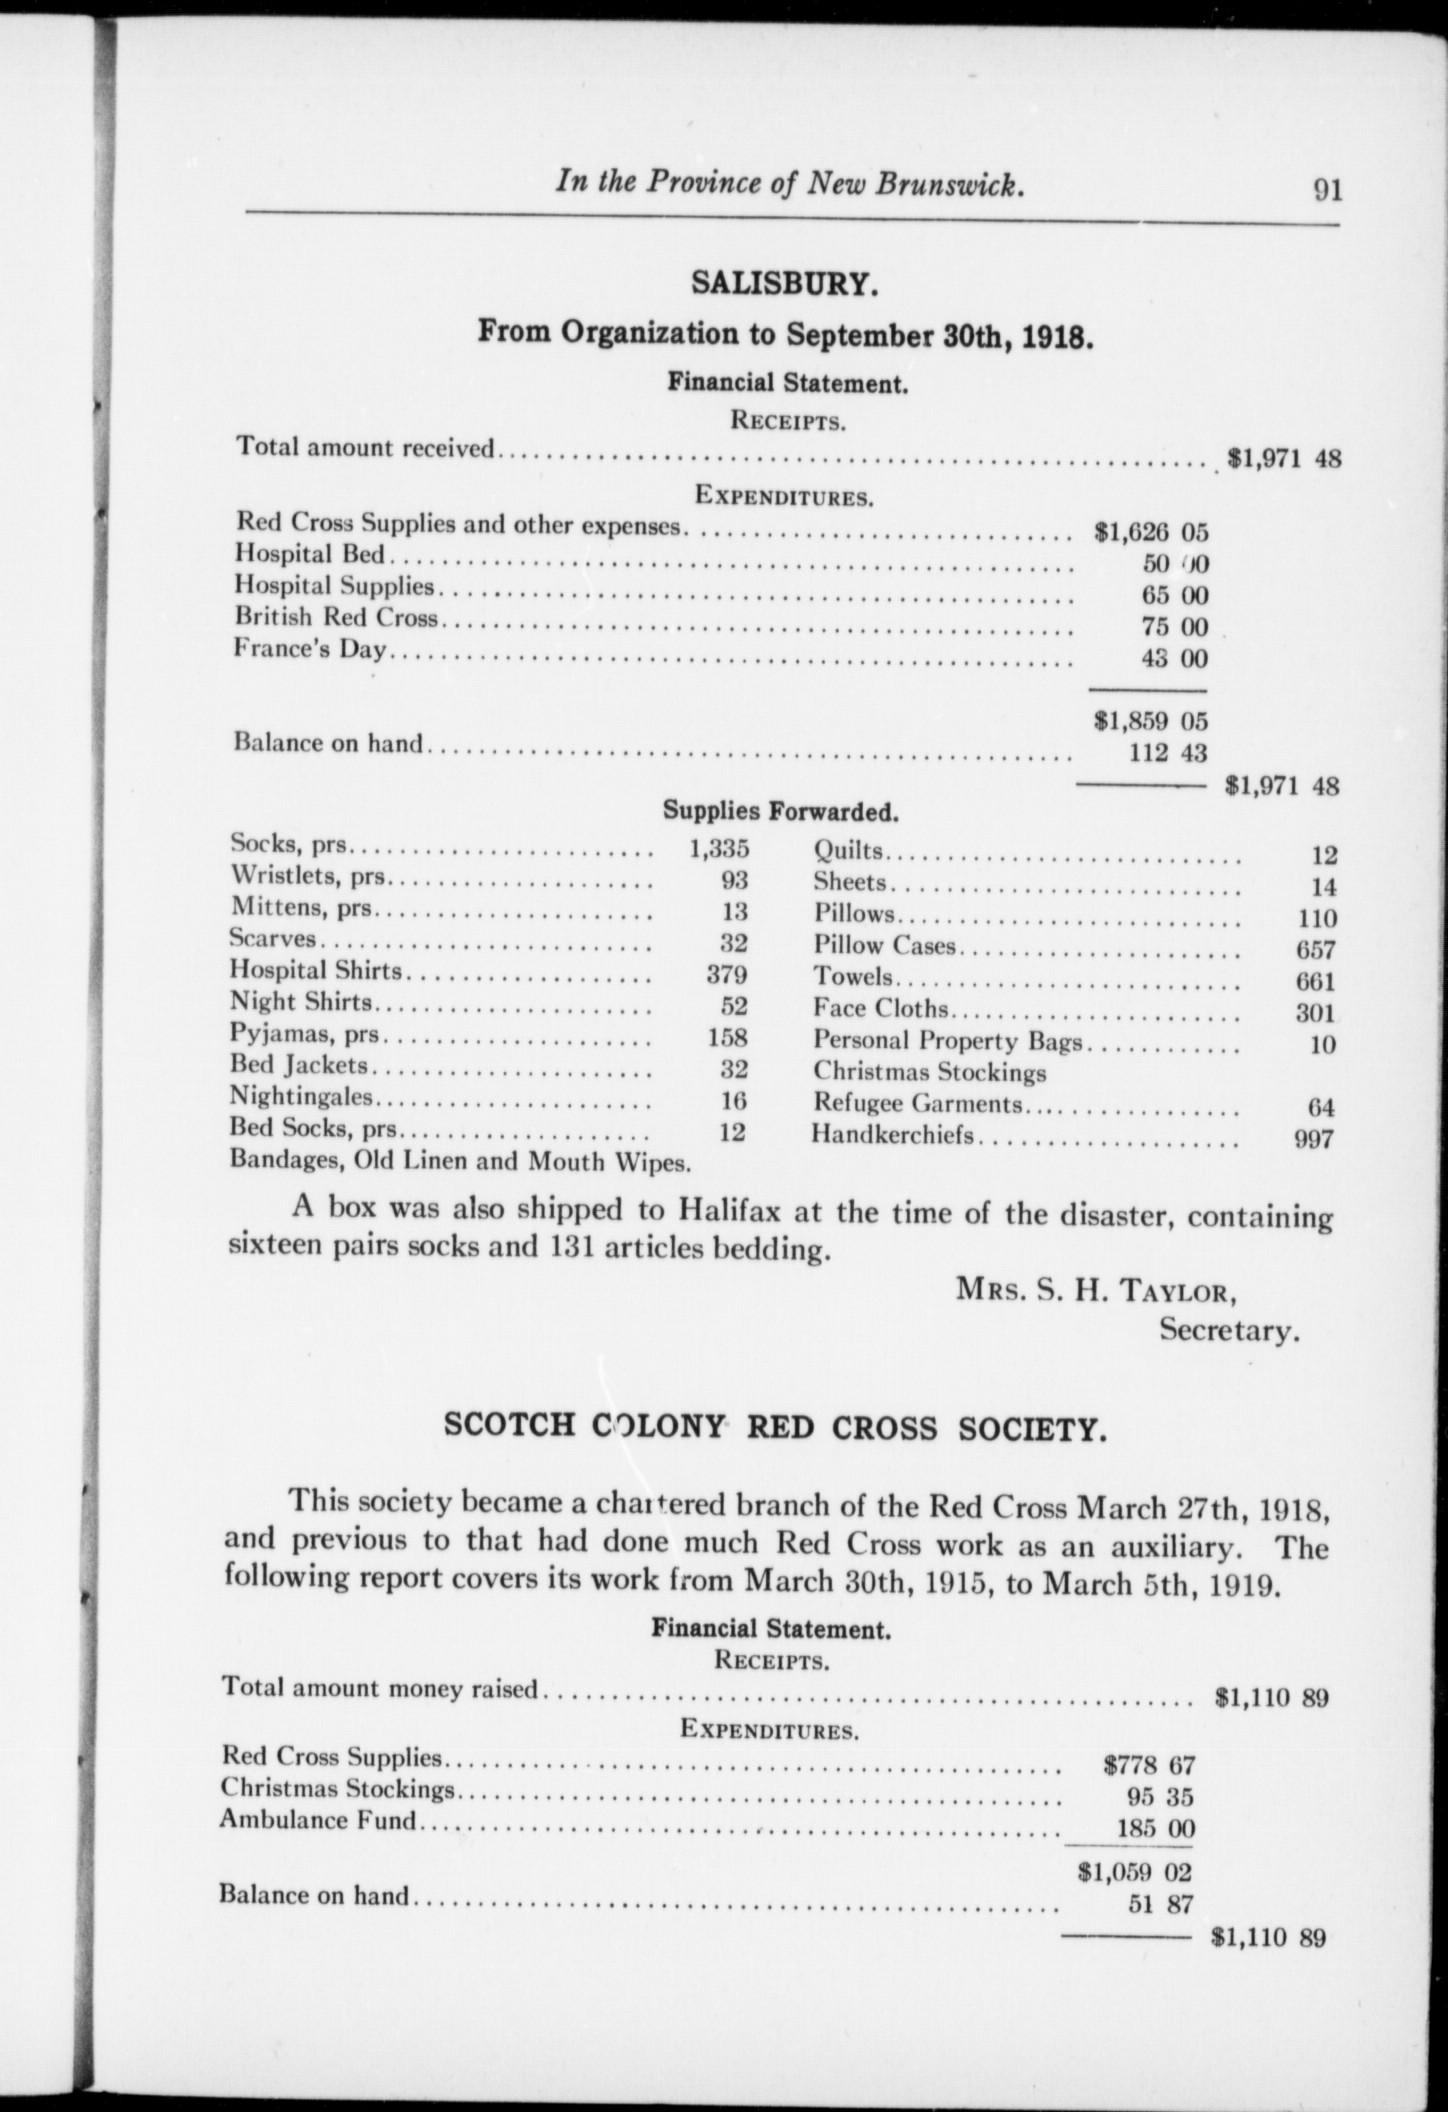 In the Province of New Brunswick. 91
SALISBURY.
From Organization to September 30th, 1918.
Financial Statement.
RECEIPTS.
Total amount received. $1,971 48
EXPENDITURES.
Red Cross Supplies and other expenses. $1,626 05
Hospital Bed. 50 00
Hospital Supplies. 65 00
British Red Cross. 75 00
France's Day. 43 00
$1,859 05
Balance on hand. 112 43
$1,971 48
Supplies Forwarded.
Socks, prs. 1,335
Wristlets, prs. 93
Mittens, prs. 13
Scarves. 32
Hospital Shirts. 379
Night Shirts. 52
Pyjamas, prs. 158
Bed Jackets. 32
Nightingales. 16
Bed Socks, prs. 12
Bandages, Old Linen and Mouth Wipes.
Quilts. 12
Sheets. 14
Pillows. 110
Pillow Cases. 657
Towels. 661
Face Cloths. 301
Personal Property Bags. 10
Christmas Stockings
Refugee Garments. 64
Handkerchiefs. 997
A box was also shipped to Halifax at the time of the disaster, containing
sixteen pairs socks and 131 articles bedding.
MRS. S. H. TAYLOR,
Secretary.
SCOTCH COLONY RED CROSS SOCIETY.
This society became a chartered branch of the Red Cross March 27th, 1918,
and previous to that had done much Red Cross work as an auxiliary. The
following report covers its work from March 30th, 1915, to March 5th, 1919.
Financial Statement.
RECEIPTS.
Total amount money raised. $1,110 89
EXPENDITURES.
Red Cross Supplies. $778 67
Christmas Stockings. 95 35
Ambulance Fund. 185 00
$1,059 02
Balance on hand. 51 87
$1,110 89